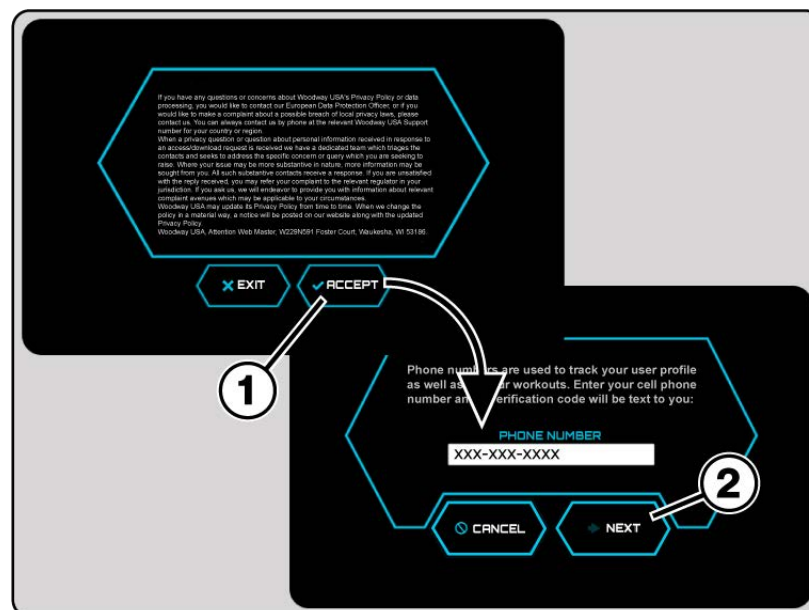 If you have any questions or concerns about Woodway USA's Privacy Policy or data
processing, you would like to contact our European Data Protection Officer, or if you
would like to make a complaint about a possible breach of local privacy laws, please
contact us. You can always contact us by phone at the relevant Woodway USA Support
number for your country or region.
When a privacy question or question about personal information received in response to
an access/download request is received we have a dedicated team which triages the
contacts and seeks to address the specific concern or query which you are seeking to
raise. Where your issue may be more substantive in nature, more information may be
sought from you. All such substantive contacts receive a response. If you are unsatisfied
with the reply received, you may refer your complaint to the relevant regulator in your
jurisdiction. If you ask us, we will endeavor to provide you with information about relevant
complaint avenues which may be applicable to your circumstances.
Woodway USA may update its Privacy Policy from time to time. When we change the
policy in a material way, a notice will be posted on our website along with the updated
Privacy Policy.
Woodway USA, Attention Web Master, W229N591 Foster Court, Waukesha, WI 53186.
EXIT
ACCEPT
1
Phone numbers are used to track your user profile
as well as your workouts. Enter your cell phone
number and verification code will be text to you:
PHONE NUMBER
XXX-XXX-XXXX
2
CANCEL
NEXT